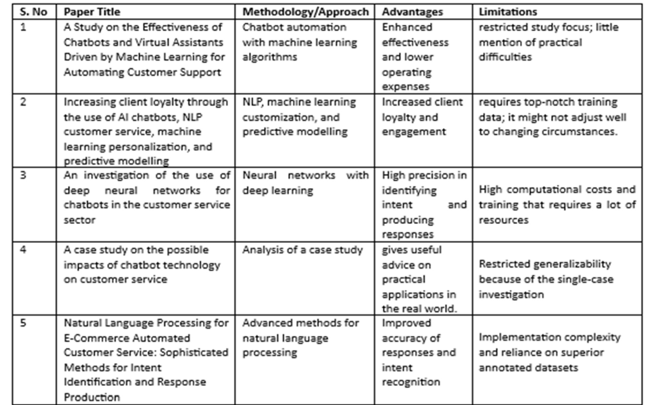 S. No Paper Title Methodology/Approach Advantages Limitations
1 A Study on the Effectiveness of Chatbots and Virtual Assistants Driven by Machine Learning for Automating Customer Support Chatbot automation with machine learning algorithms Enhanced effectiveness and lower operating expenses restricted study focus; little mention of practical difficulties
2 Increasing client loyalty through the use of AI chatbots, NLP customer service, machine learning personalization, and predictive modelling NLP, machine learning customization, and predictive modelling Increased client loyalty and engagement requires top-notch training data; it might not adjust well to changing circumstances.
3 An investigation of the use of deep neural networks for chatbots in the customer service sector Neural networks with deep learning High precision in identifying intent and producing responses High computational costs and training that requires a lot of resources
4 A case study on the possible impacts of chatbot technology on customer service Analysis of a case study gives useful advice on practical applications in the real world. Restricted generalizability because of the single-case investigation
5 Natural Language Processing for E-Commerce Automated Customer Service: Sophisticated Methods for Intent Identification and Response Production Advanced methods for natural language processing Improved accuracy of responses and intent recognition Implementation complexity and reliance on superior annotated datasets